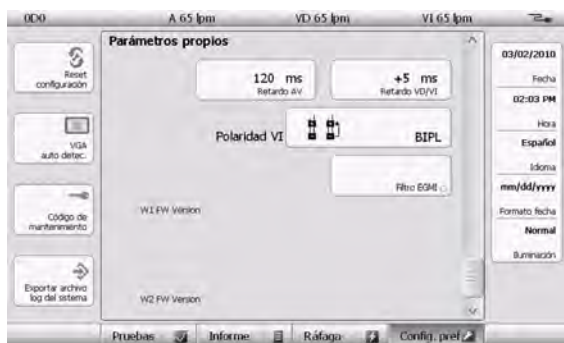 ODO A 65 lpm VD 65 lpm VI 65 lpm
Reset
configuración
VGA
auto detec.
Código de
mantenimiento
Exportar archivo
log del sistema
Parámetros propios
120 ms
Retardo AV
+5 ms
Retardo VD/VI
Polaridad VI
BIPL
Filtro EGMI
W1 FW Version
W2 FW Version
03/02/2010
Fecha
02:03 PM
Hora
Español
Idioma
mm/dd/yyyy
Formato fecha
Normal
Iluminación
Pruebas Informe Ráfaga Config. pref